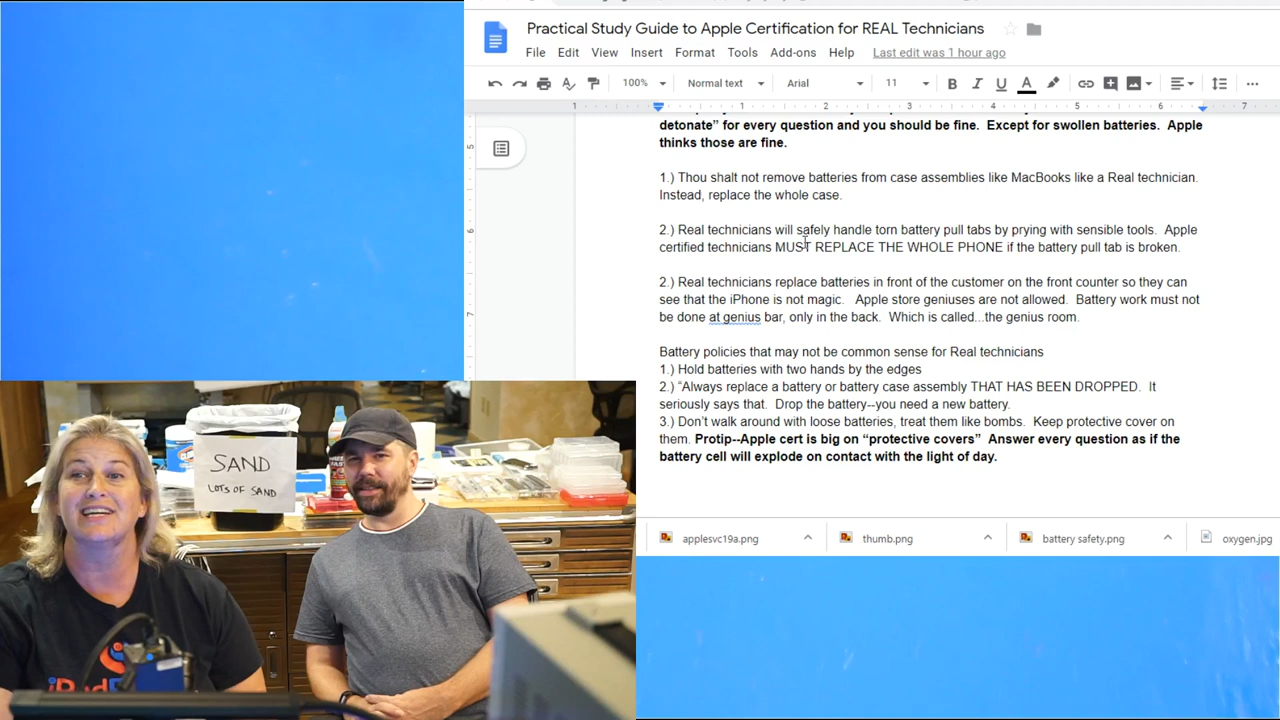 Practical Study Guide to Apple Certification for REAL Technicians
File Edit View Insert Format Tools Add-ons Help Last edit was 1 hour ago
100% Normal text Arial 11 B I U A
1 1 2 3 4 5 6 7
detonate” for every question and you should be fine. Except for swollen batteries. Apple
thinks those are fine.
5
1.) Thou shalt not remove batteries from case assemblies like MacBooks like a Real technician.
Instead, replace the whole case.
2.) Real technicians will safely handle torn battery pull tabs by prying with sensible tools. Apple
6
certified technicians MUST REPLACE THE WHOLE PHONE if the battery pull tab is broken.
2.) Real technicians replace batteries in front of the customer on the front counter so they can
see that the iPhone is not magic. Apple store geniuses are not allowed. Battery work must not
7
be done at genius bar, only in the back. Which is called...the genius room.
Battery policies that may not be common sense for Real technicians
1.) Hold batteries with two hands by the edges
2.) “Always replace a battery or battery case assembly THAT HAS BEEN DROPPED. It
seriously says that. Drop the battery--you need a new battery.
3.) Don’t walk around with loose batteries, treat them like bombs. Keep protective cover on
them. Protip--Apple cert is big on “protective covers” Answer every question as if the
battery cell will explode on contact with the light of day.
applesvc19a.png thumb.png battery safety.png oxygen.jpg
SAND
LOTS OF SAND
iPad